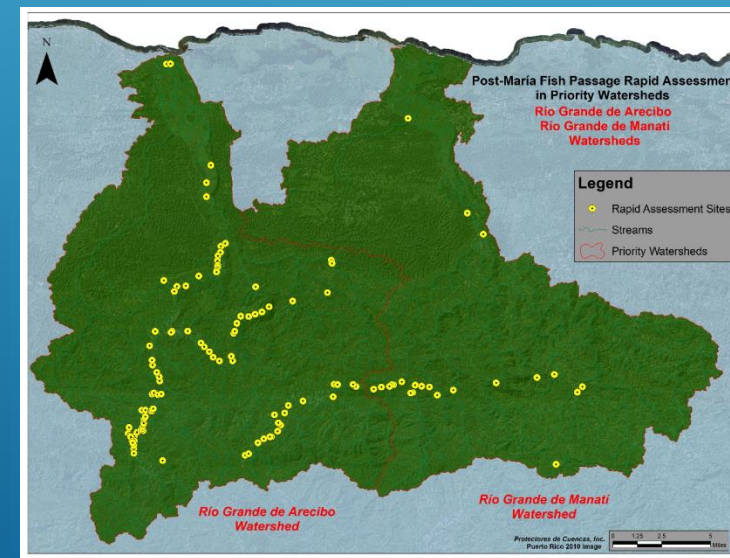 N
Post-María Fish Passage Rapid Assessmen
in Priority Watersheds
Río Grande de Arecibo
Río Grande de Manatí
Watersheds
Legend
Rapid Assessment Sites
Streams
Priority Watersheds
Río Grande de Arecibo
Watershed
Río Grande de Manatí
Watershed
Protectores de Cuencas, Inc.
Puerto Rico 2010 Image
0 1.25 2.5 5
Miles